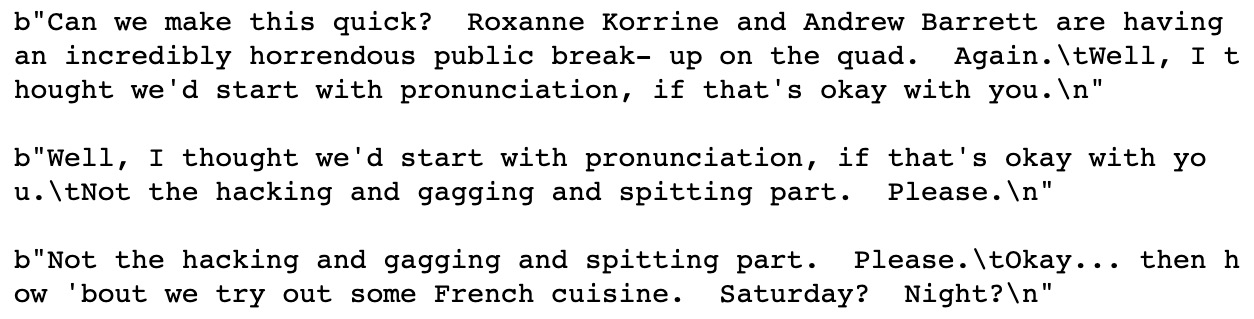 b"Can we make this quick?  Roxanne Korrine and Andrew Barrett are having
an incredibly horrendous public break- up on the quad.  Again.\tWell, I t
hought we'd start with pronunciation, if that's okay with you.\n"
b"Well, I thought we'd start with pronunciation, if that's okay with yo
u.\tNot the hacking and gagging and spitting part.  Please.\n"
b"Not the hacking and gagging and spitting part.  Please.\tOkay... then h
ow 'bout we try out some French cuisine.  Saturday?  Night?\n"